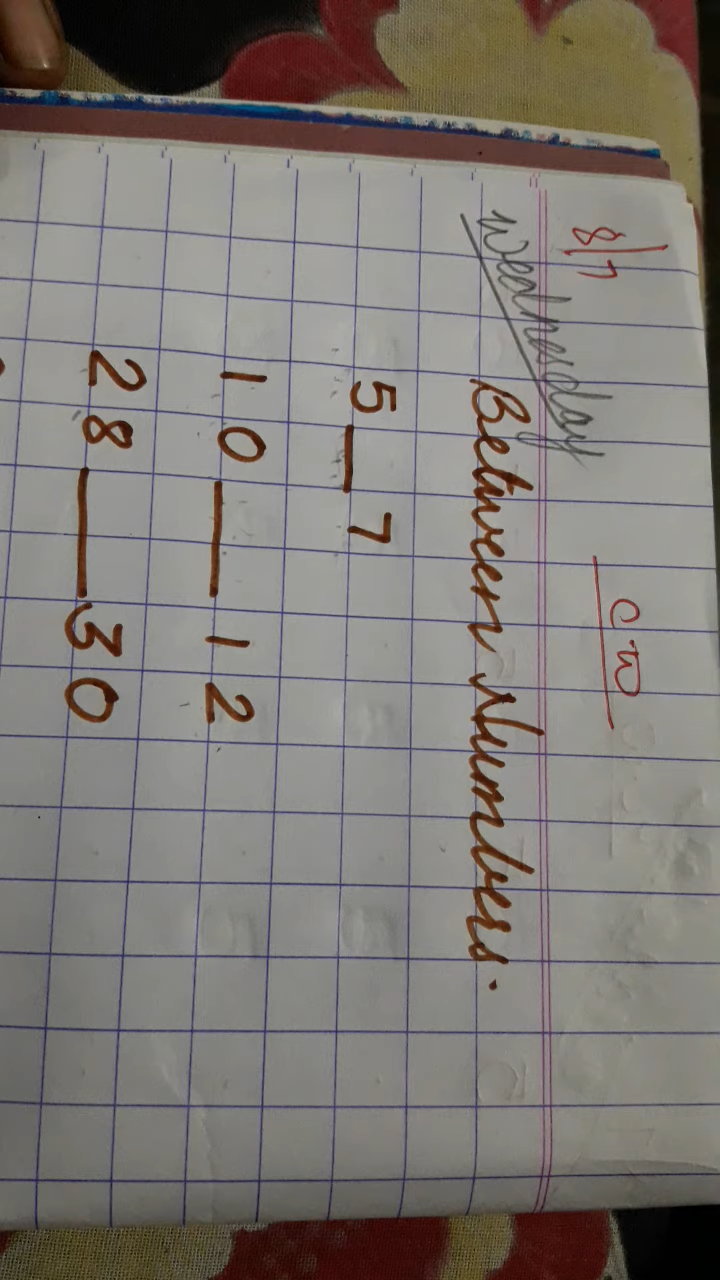 8/7 CW
Wednesday
Between Numbers.
5 _ 7
10 _ 12
28 _ 30